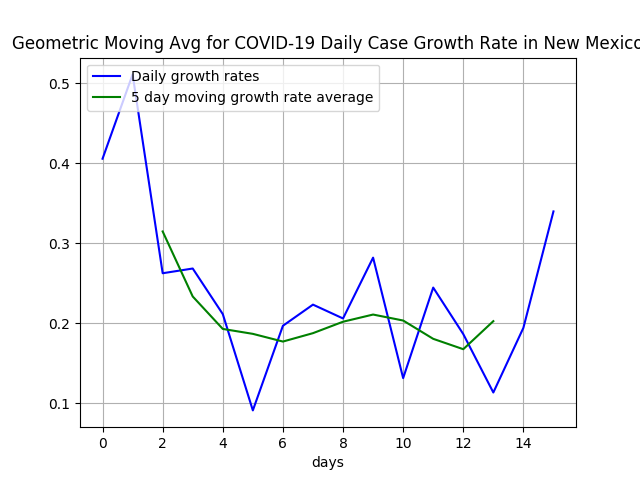 Geometric Moving Avg for COVID-19 Daily Case Growth Rate in New Mexico
Daily growth rates
5 day moving growth rate average
0.5
0.4
0.3
0.2
0.1
0 2 4 6 8 10 12 14
days